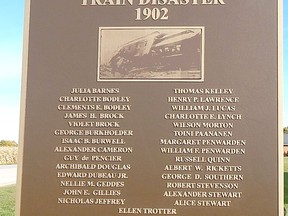 TRAIN DISASTER
1902
JULIA BARNES
CHARLOTTE BODLEY
CLEMENTS E. BODLEY
JAMES H. BROCK
VIOLET BROCK
GEORGE BURKHOLDER
ISAAC B. BURWELL
ALEXANDER CAMERON
GUY de PENCIER
ARCHIBALD DOUGLAS
EDWARD DUBEAU JR.
NELLIE M. GEDDES
JOHN E. GILLIES
NICHOLAS JEFFREY
THOMAS KELLEY
HENRY P. LAWRENCE
WILLIAM J. LUCAS
CHARLOTTE E. LYNCH
WILSON MORTON
TOINI PAANANEN
MARGARET PENWARDEN
WILLIAM F. PENWARDEN
RUSSELL QUINN
ALBERT W. RICKETTS
GEORGE D. SOUTHERN
ROBERT STEVENSON
ALEXANDER STEWART
ALICE STEWART
ELLEN TROTTER